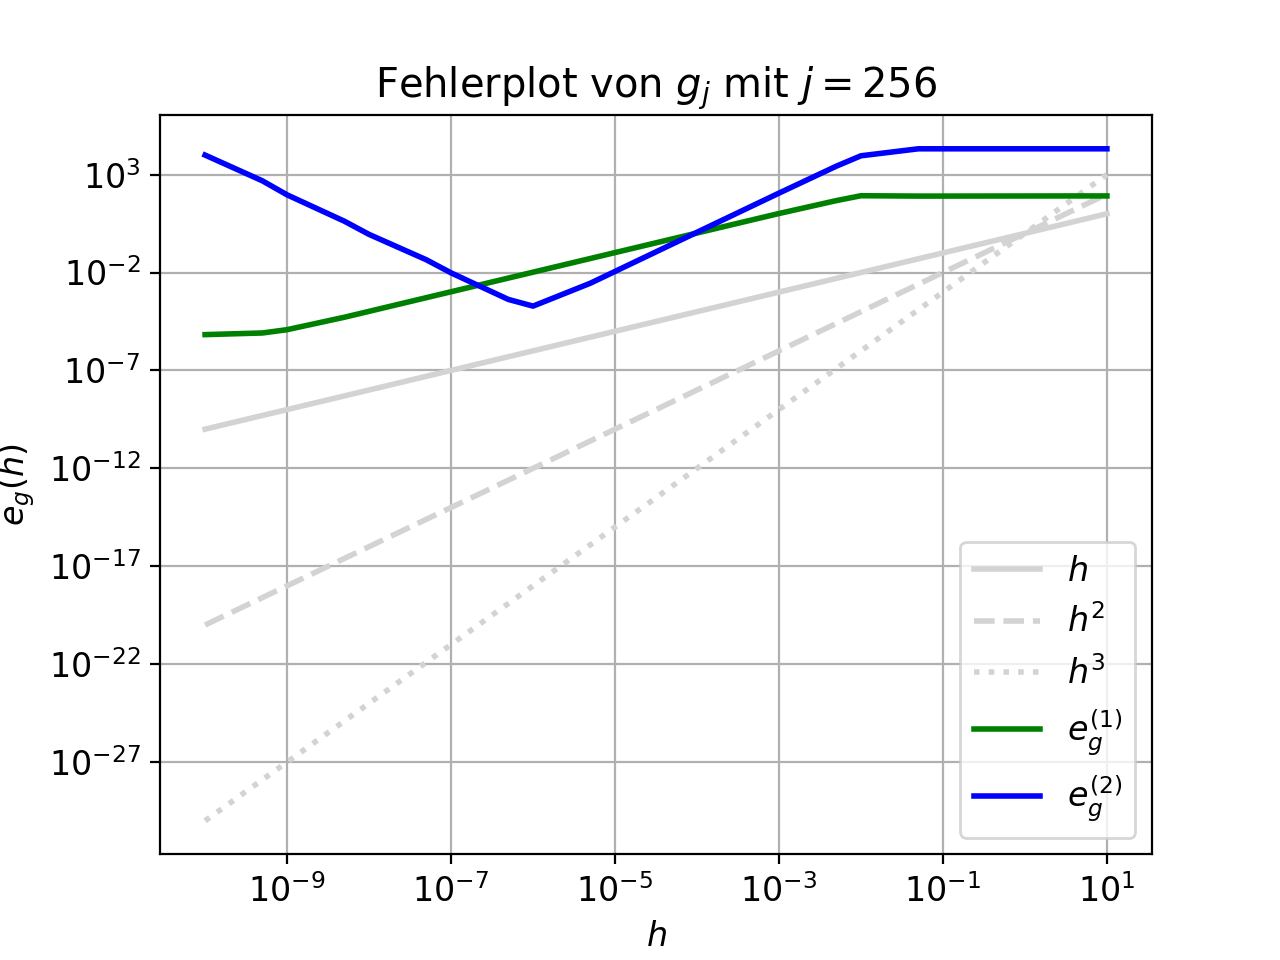 Fehlerplot von $g_j$ mit $j = 256$
$e_g(h)$
$10^{3}$
$10^{-2}$
$10^{-7}$
$10^{-12}$
$10^{-17}$
$10^{-22}$
$10^{-27}$
$h$
$h^2$
$h^3$
$e_g^{(1)}$
$e_g^{(2)}$
$10^{-9}$ $10^{-7}$ $10^{-5}$ $10^{-3}$ $10^{-1}$ $10^{1}$
$h$